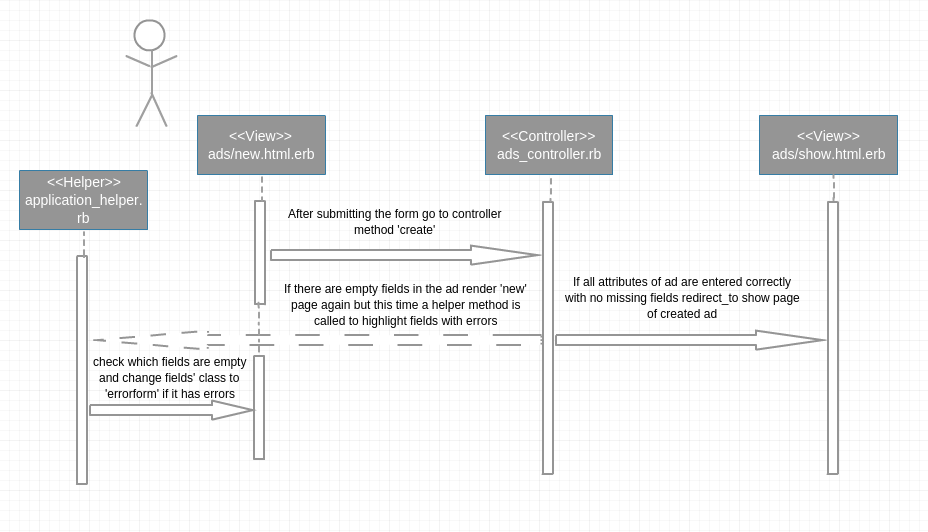 <<View>>
ads/new.html.erb
<<Controller>>
ads_controller.rb
<<View>>
ads/show.html.erb
<<Helper>>
application_helper.
rb
After submitting the form go to controller
method 'create'
If there are empty fields in the ad render 'new'
page again but this time a helper method is
called to highlight fields with errors
If all attributes of ad are entered correctly
with no missing fields redirect_to show page
of created ad
check which fields are empty
and change fields' class to
'errorform' if it has errors